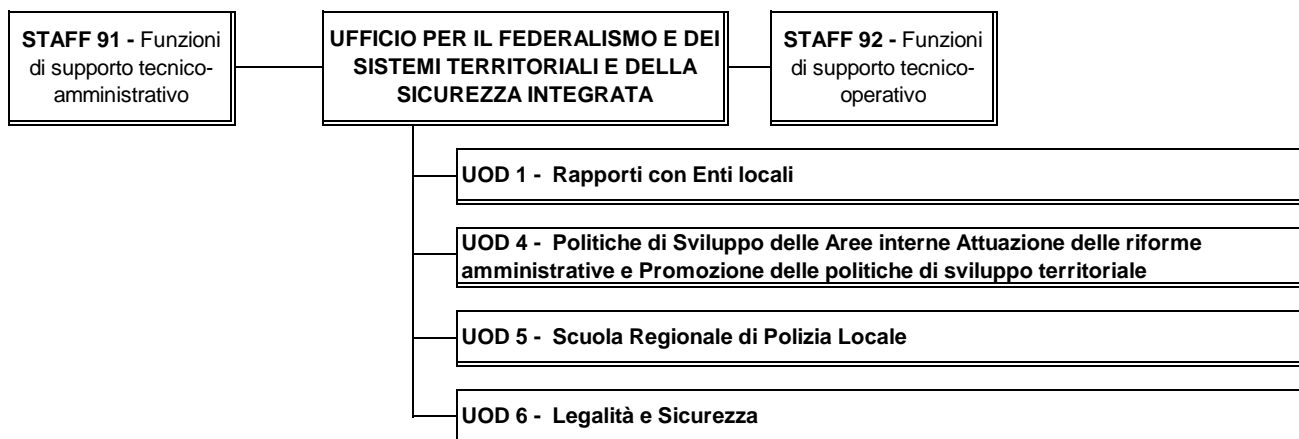 STAFF 91 - Funzioni
di supporto tecnico-
amministrativo
UFFICIO PER IL FEDERALISMO E DEI
SISTEMI TERRITORIALI E DELLA
SICUREZZA INTEGRATA
STAFF 92 - Funzioni
di supporto tecnico-
operativo
UOD 1 - Rapporti con Enti locali
UOD 4 - Politiche di Sviluppo delle Aree interne Attuazione delle riforme
amministrative e Promozione delle politiche di sviluppo territoriale
UOD 5 - Scuola Regionale di Polizia Locale
UOD 6 - Legalità e Sicurezza